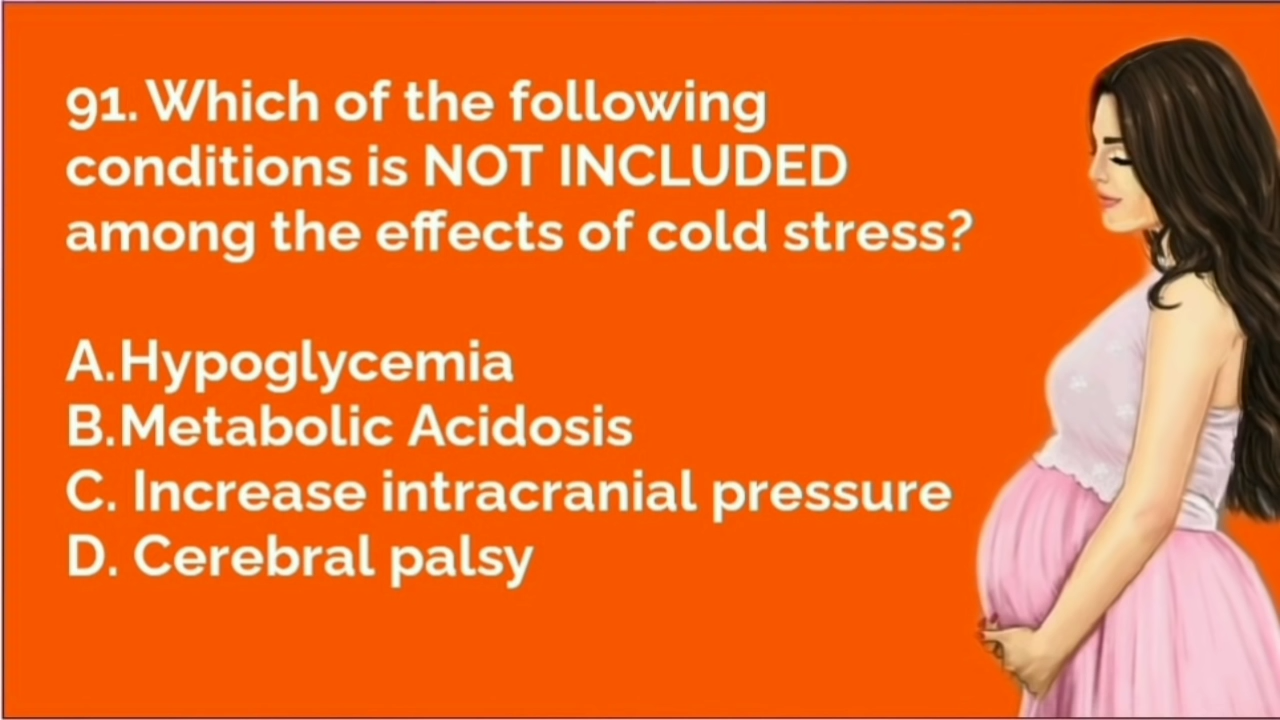 91. Which of the following
conditions is NOT INCLUDED
among the effects of cold stress?
A.Hypoglycemia
B.Metabolic Acidosis
C. Increase intracranial pressure
D. Cerebral palsy